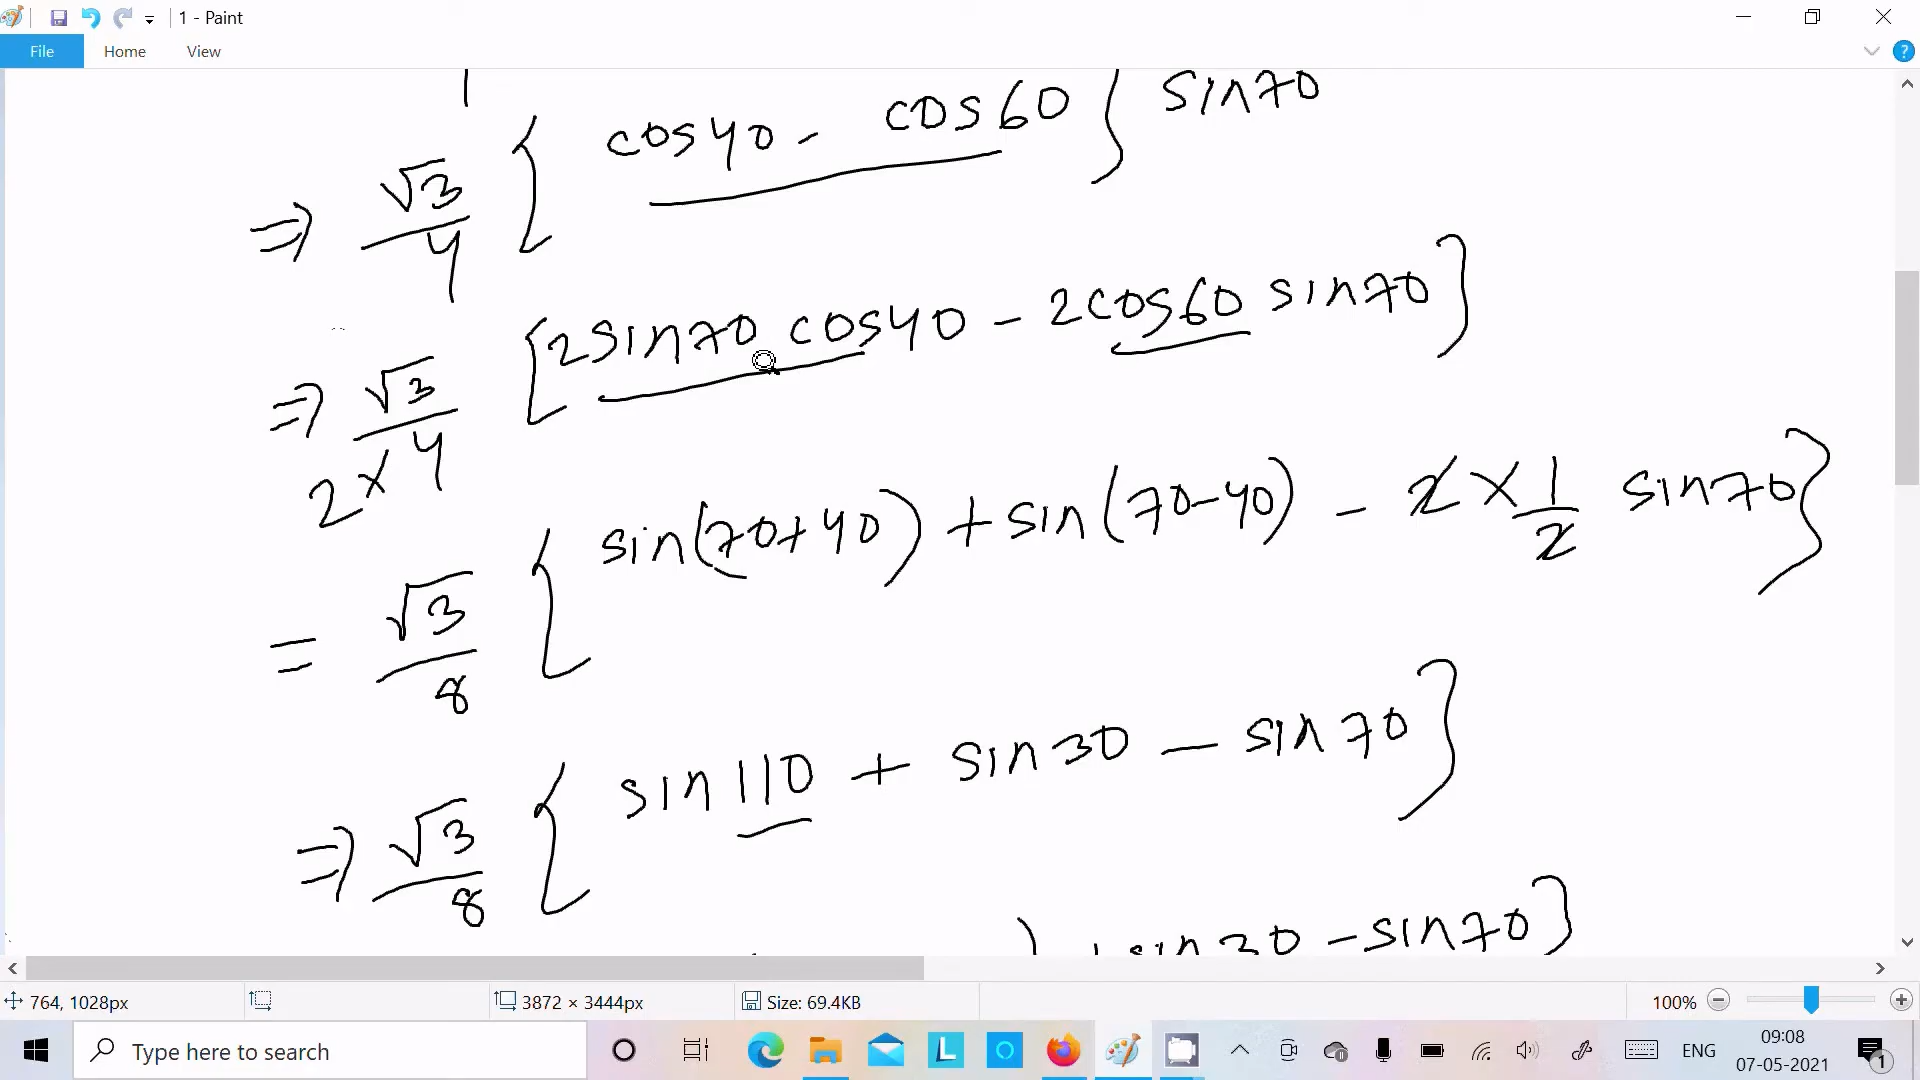 1 - Paint
File Home View
⇒ √3/4 { cos40 - cos60 } sin70
⇒ √3/2×4 [2sin70 cos40 - 2cos60 sin70]
= √3/8 { sin(70+40) + sin(70-40) - 2 × 1/2 sin70 }
⇒ √3/8 { sin110 + sin30 - sin70 }
) + sin30 - sin70]
764, 1028px 3872 × 3444px Size: 69.4KB 100%
Type here to search ENG 09:08
07-05-2021 1